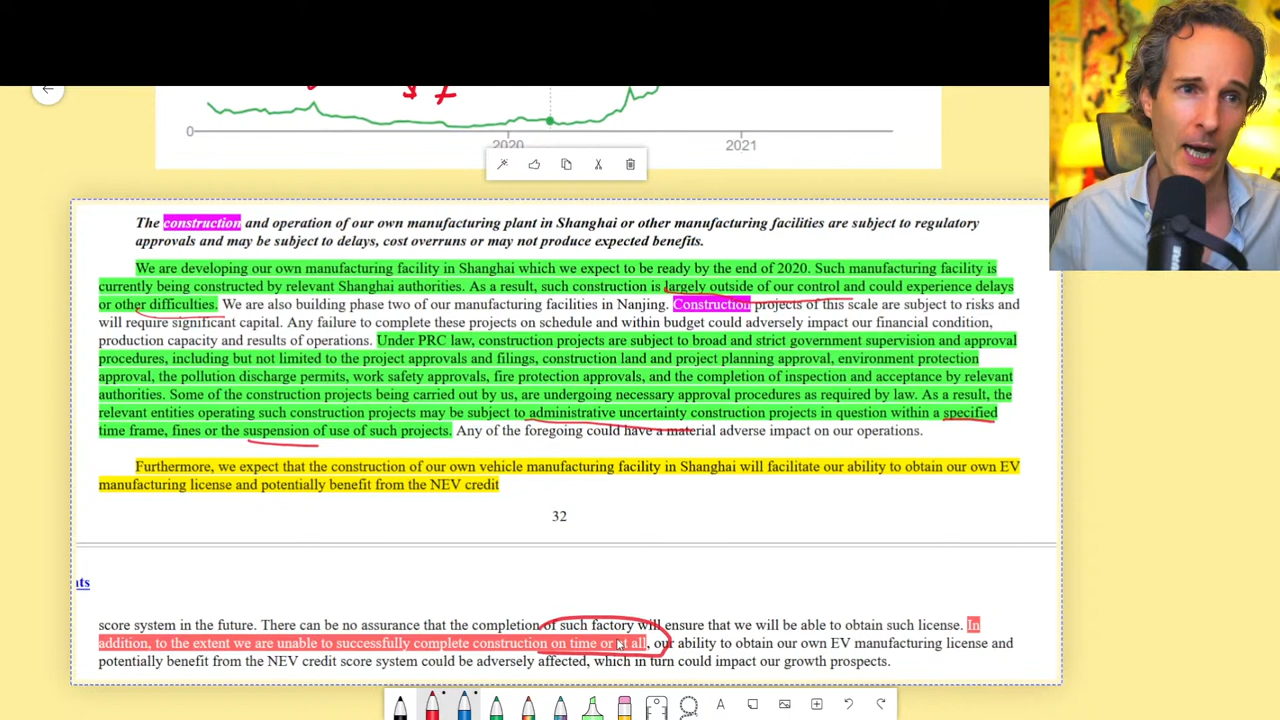 $7
0
2020
2021
The construction and operation of our own manufacturing plant in Shanghai or other manufacturing facilities are subject to regulatory
approvals and may be subject to delays, cost overruns or may not produce expected benefits.
We are developing our own manufacturing facility in Shanghai which we expect to be ready by the end of 2020. Such manufacturing facility is
currently being constructed by relevant Shanghai authorities. As a result, such construction is largely outside of our control and could experience delays
or other difficulties. We are also building phase two of our manufacturing facilities in Nanjing. Construction projects of this scale are subject to risks and
will require significant capital. Any failure to complete these projects on schedule and within budget could adversely impact our financial condition,
production capacity and results of operations. Under PRC law, construction projects are subject to broad and strict government supervision and approval
procedures, including but not limited to the project approvals and filings, construction land and project planning approval, environment protection
approval, the pollution discharge permits, work safety approvals, fire protection approvals, and the completion of inspection and acceptance by relevant
authorities. Some of the construction projects being carried out by us, are undergoing necessary approval procedures as required by law. As a result, the
relevant entities operating such construction projects may be subject to administrative uncertainty construction projects in question within a specified
time frame, fines or the suspension of use of such projects. Any of the foregoing could have a material adverse impact on our operations.
Furthermore, we expect that the construction of our own vehicle manufacturing facility in Shanghai will facilitate our ability to obtain our own EV
manufacturing license and potentially benefit from the NEV credit
32
nts
score system in the future. There can be no assurance that the completion of such factory will ensure that we will be able to obtain such license. In
addition, to the extent we are unable to successfully complete construction on time or at all, our ability to obtain our own EV manufacturing license and
potentially benefit from the NEV credit score system could be adversely affected, which in turn could impact our growth prospects.
A